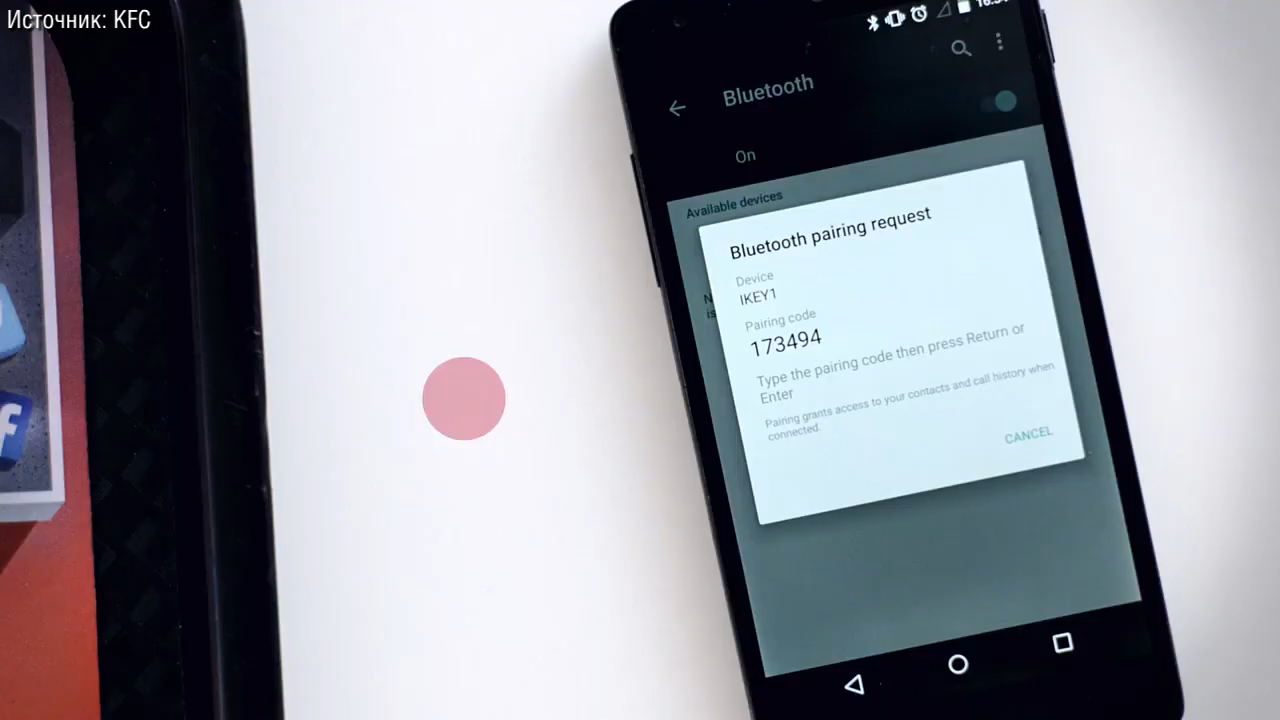 Источник: KFC
Bluetooth
On
Available devices
Bluetooth pairing request
Device
IKEY1
Pairing code
173494
Type the pairing code then press Return or
Enter
Pairing grants access to your contacts and call history when
connected.
CANCEL